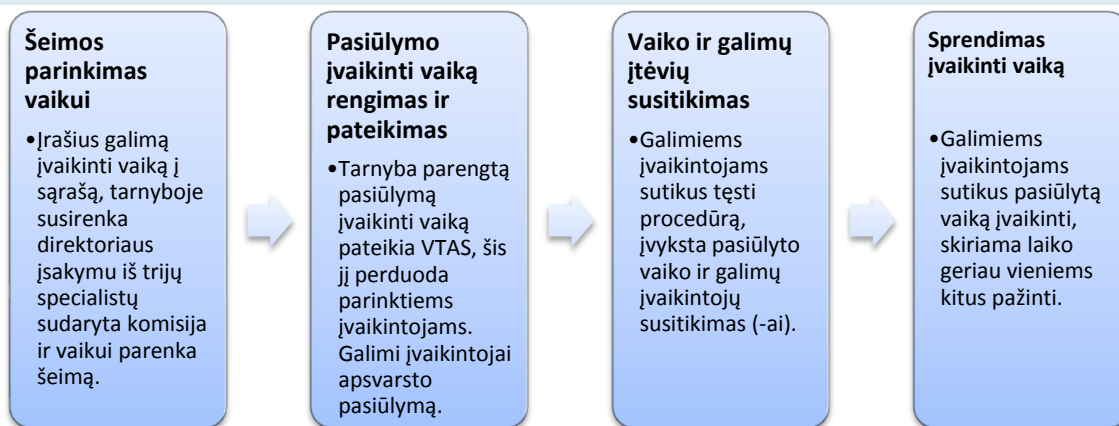 Šeimos
parinkimas
vaikui
•Įrašius galimą
įvaikinti vaiką į
sąrašą, tarnyboje
susirenka
direktoriaus
įsakymu iš trijų
specialistų
sudaryta komisija
ir vaikui parenka
šeimą.
Pasiūlymo
įvaikinti vaiką
rengimas ir
pateikimas
•Tarnyba parengtą
pasiūlymą
įvaikinti vaiką
pateikia VTAS, šis
jį perduoda
parinktiems
įvaikintojams.
Galimi įvaikintojai
apsvarsto
pasiūlymą.
Vaiko ir galimų
įtėvių
susitikimas
•Galimiems
įvaikintojams
sutikus tęsti
procedūrą,
įvyksta pasiūlyto
vaiko ir galimų
įvaikintojų
susitikimas (-ai).
Sprendimas
įvaikinti vaiką
•Galimiems
įvaikintojams
sutikus pasiūlytą
vaiką įvaikinti,
skiriama laiko
geriau vieniems
kitus pažinti.